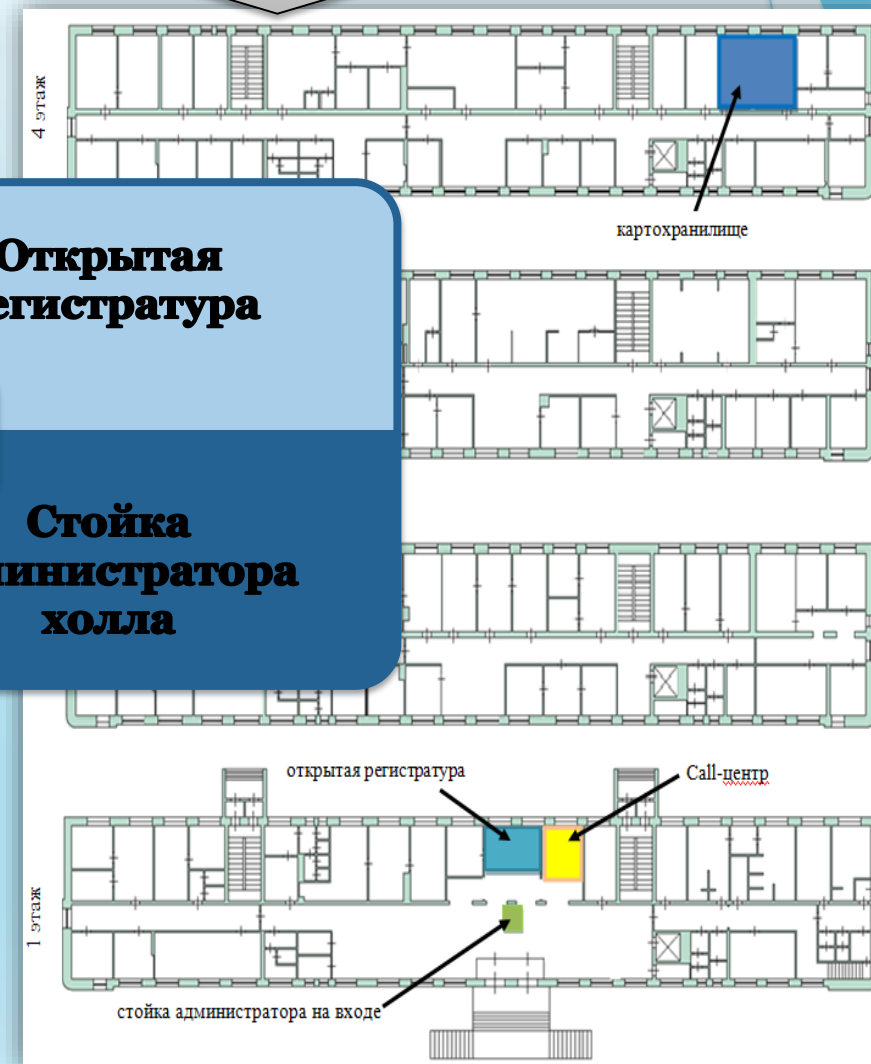 4 этаж
картохранилище
Открытая
егистратура
Стойка
министратора
холла
открытая регистратура
Call-центр
1 этаж
стойка администратора на входе